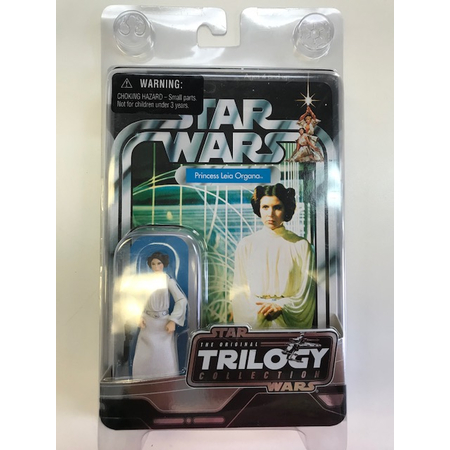 WARNING:
CHOKING HAZARD - Small parts
Not for children under 3 years.
STAR
WARS
Princess Leia Organa™
STAR
THE ORIGINAL
TRILOGY
COLLECTION
WARS